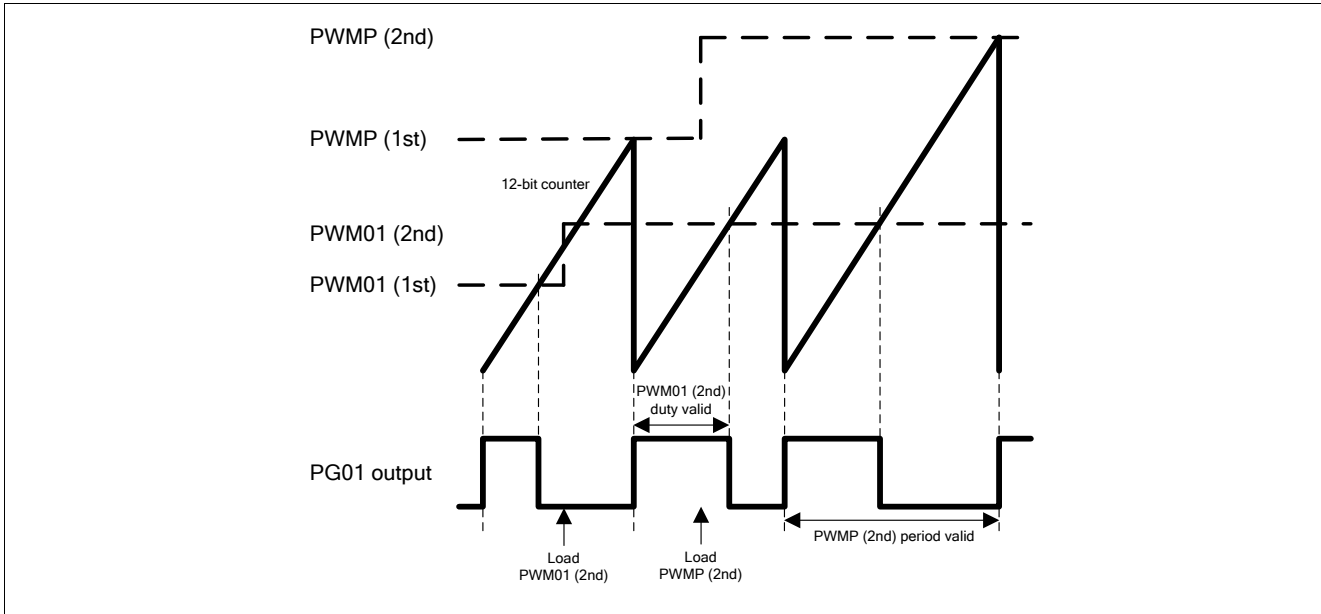 PWMP (2nd)
PWMP (1st)
12-bit counter
PWM01 (2nd)
PWM01 (1st)
PWM01 (2nd)
duty valid
PG01 output
PWMP (2nd) period valid
Load
PWM01 (2nd)
Load
PWMP (2nd)